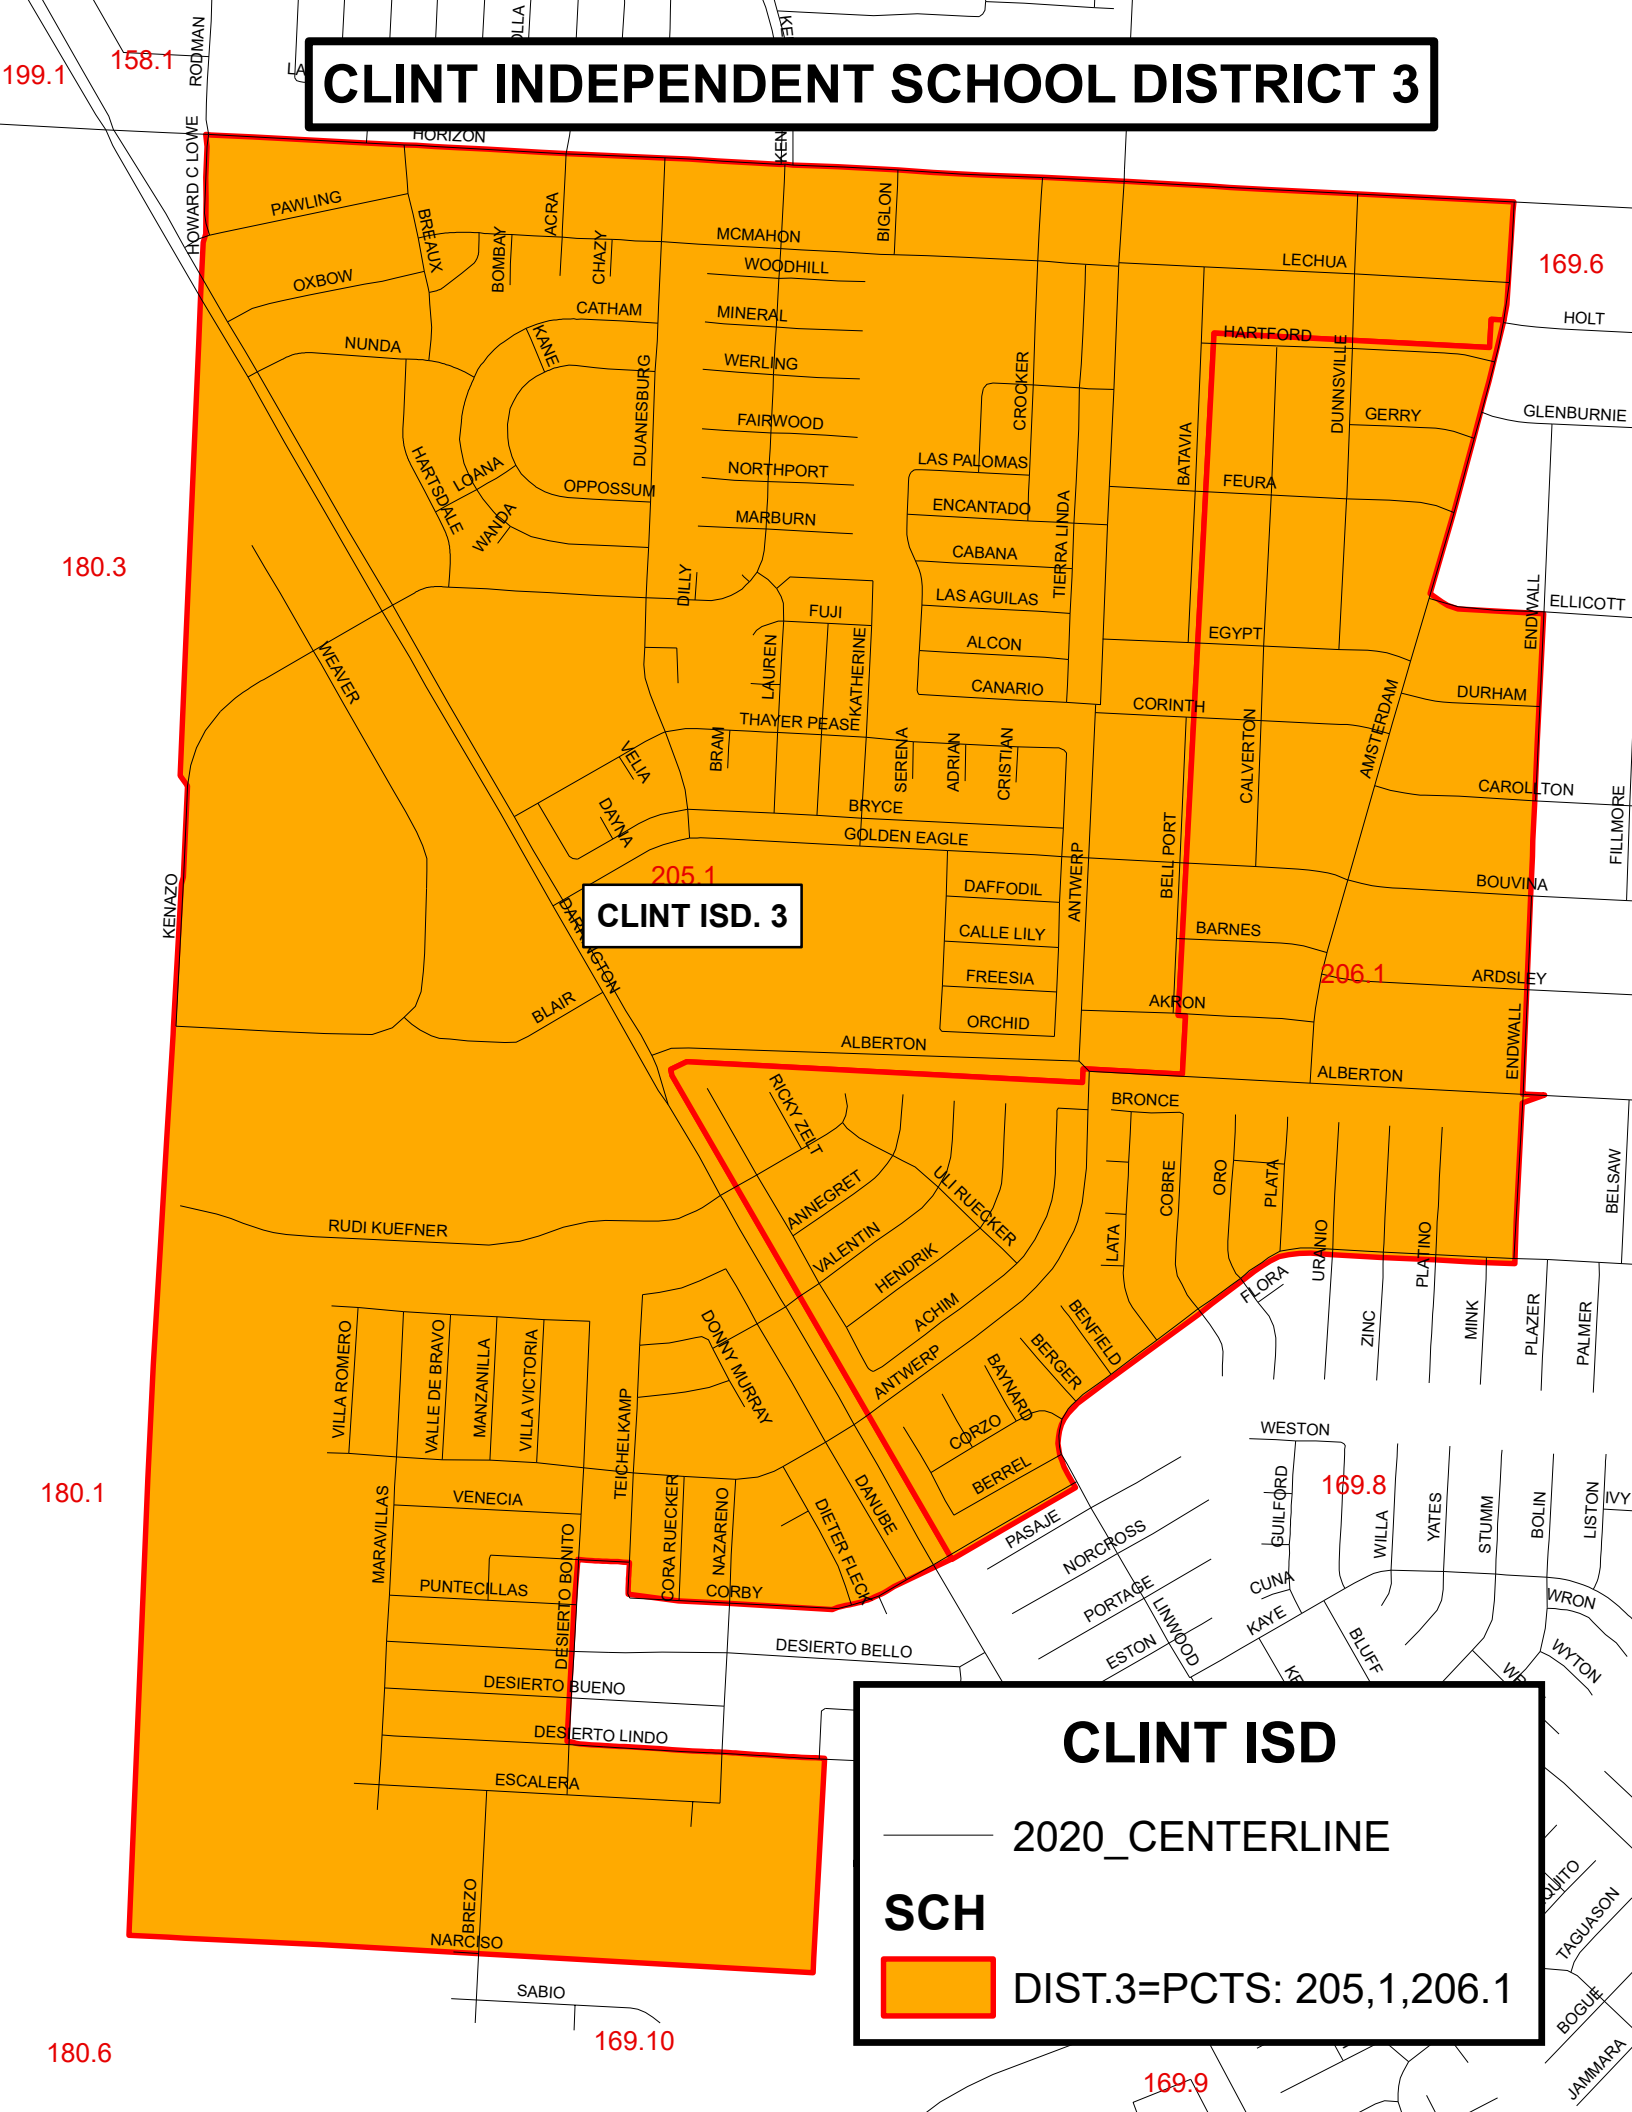 199.1
158.1
RODMAN
OLLA
KE
LA
CLINT INDEPENDENT SCHOOL DISTRICT 3
HORIZON
KEN
HOWARD C LOWE
PAWLING
BREAUX
ACRA
BIGLON
BOMBAY
CHAZY
MCMAHON
WOODHILL
LECHUA
169.6
OXBOW
CATHAM
MINERAL
HOLT
NUNDA
KANE
HARTFORD
WERLING
DUANESBURG
CROCKER
DUNNSVILLE
FAIRWOOD
GERRY
GLENBURNIE
BATAVIA
HARTSDALE
LOANA
NORTHPORT
LAS PALOMAS
FEURA
OPPOSSUM
WANDA
MARBURN
ENCANTADO
TIERRA LINDA
180.3
CABANA
DILLY
LAS AGUILAS
FUJI
ENDWALL
ELLICOTT
WEAVER
LAUREN
KATHERINE
ALCON
EGYPT
CANARIO
CORINTH
DURHAM
THAYER PEASE
AMSTERDAM
CALVERTON
BRAM
VELIA
SERENA
ADRIAN
CRISTIAN
CAROLLTON
FILLMORE
DAYNA
BRYCE
GOLDEN EAGLE
BELL PORT
ANTWERP
205.1
DAFFODIL
BOUVINA
KENAZO
CLINT ISD. 3
DARRINGTON
CALLE LILY
BARNES
FREESIA
206.1
ARDSLEY
BLAIR
AKRON
ORCHID
ENDWALL
ALBERTON
ALBERTON
RICKY ZELT
BRONCE
ANNEGRET
ULI RUECKER
COBRE
ORO
PLATA
BELSAW
RUDI KUEFNER
VALENTIN
LATA
HENDRIK
URANIO
PLATINO
FLORA
ACHIM
BENFIELD
VILLA ROMERO
VALLE DE BRAVO
MANZANILLA
VILLA VICTORIA
DONNY MURRAY
ANTWERP
BERGER
BAYNARD
ZINC
MINK
PLAZER
PALMER
TEICHELKAMP
CORZO
WESTON
BERREL
180.1
VENECIA
MARAVILLAS
CORA RUECKER
NAZARENO
DANUBE
DIETER FLECK
GUILFORD
169.8
WILLA
YATES
STUMM
BOLIN
LISTON
IVY
PASAJE
NORCROSS
PUNTECILLAS
DESIERTO BONITO
CORBY
CUNA
PORTAGE
WRON
KAYE
LINWOOD
DESIERTO BELLO
ESTON
BLUFF
WYTON
DESIERTO BUENO
DESIERTO LINDO
ESCALERA
CLINT ISD
2020_CENTERLINE
SCH
DIST.3=PCTS: 205,1,206.1
BREZO
NARCISO
QUITO
TAGUASON
SABIO
BOGUE
169.10
180.6
JAMMARA
169.9